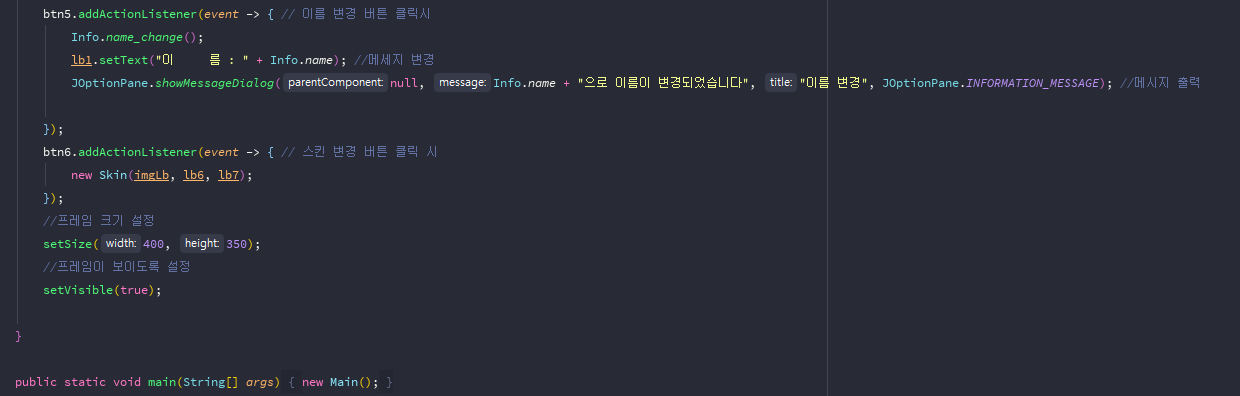 btn5.addActionListener(event -> { // 이름 변경 버튼 클릭시
Info.name_change();
lb1.setText("이     름 : " + Info.name); //메세지 변경
JOptionPane.showMessageDialog( parentComponent: null, message: Info.name + "으로 이름이 변경되었습니다", title: "이름 변경", JOptionPane.INFORMATION_MESSAGE); //메시지 출력
});
btn6.addActionListener(event -> { // 스킨 변경 버튼 클릭 시
new Skin(imgLb, lb6, lb7);
});
//프레임 크기 설정
setSize( width: 400, height: 350);
//프레임이 보이도록 설정
setVisible(true);
}
public static void main(String[] args) { new Main(); }